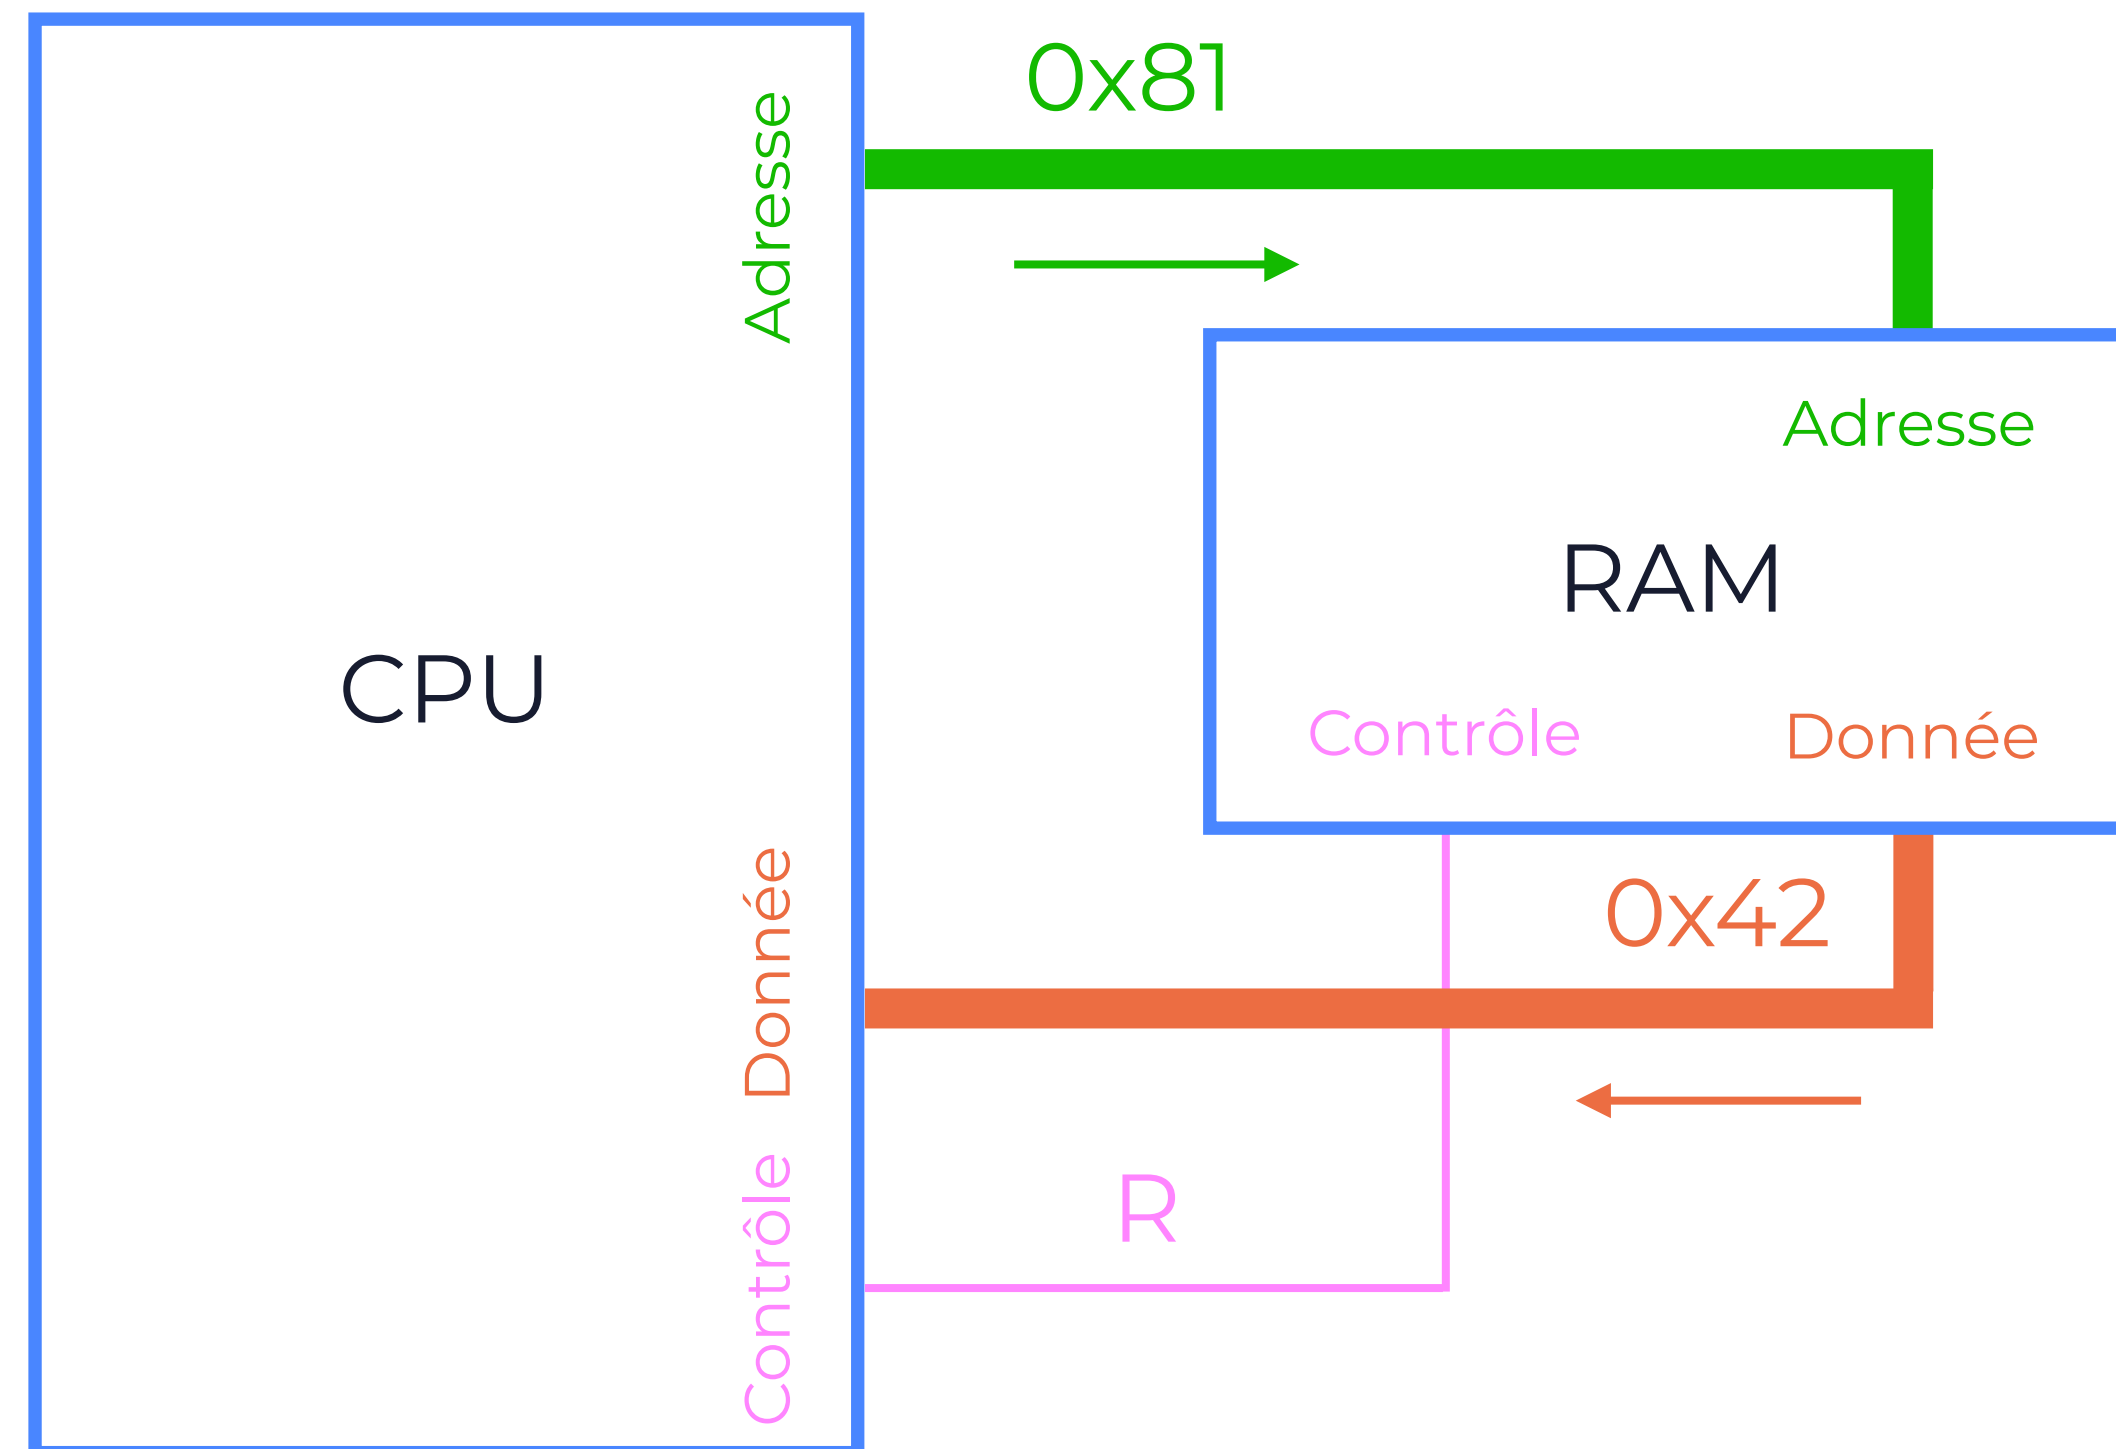 0x81
Adresse
Adresse
RAM
CPU
Contrôle
Donnée
0x42
Donnée
R
Contrôle